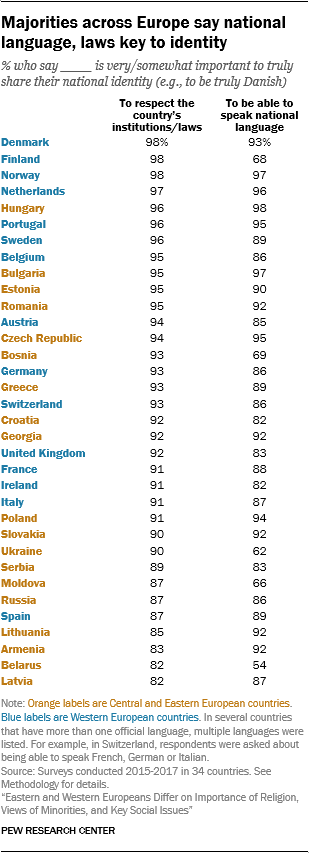 Majorities across Europe say national
language, laws key to identity
% who say ____ is very/somewhat important to truly
share their national identity (e.g., to be truly Danish)
To respect the country's institutions/laws To be able to speak national language
Denmark 98% 93%
Finland 98 68
Norway 98 97
Netherlands 97 96
Hungary 96 98
Portugal 96 95
Sweden 96 89
Belgium 95 86
Bulgaria 95 97
Estonia 95 90
Romania 95 92
Austria 94 85
Czech Republic 94 95
Bosnia 93 69
Germany 93 86
Greece 93 89
Switzerland 93 86
Croatia 92 82
Georgia 92 92
United Kingdom 92 83
France 91 88
Ireland 91 82
Italy 91 87
Poland 91 94
Slovakia 90 92
Ukraine 90 62
Serbia 89 83
Moldova 87 66
Russia 87 86
Spain 87 89
Lithuania 85 92
Armenia 83 92
Belarus 82 54
Latvia 82 87
Note: Orange labels are Central and Eastern European countries.
Blue labels are Western European countries. In several countries
that have more than one official language, multiple languages were
listed. For example, in Switzerland, respondents were asked about
being able to speak French, German or Italian.
Source: Surveys conducted 2015-2017 in 34 countries. See
Methodology for details.
"Eastern and Western Europeans Differ on Importance of Religion,
Views of Minorities, and Key Social Issues"
PEW RESEARCH CENTER